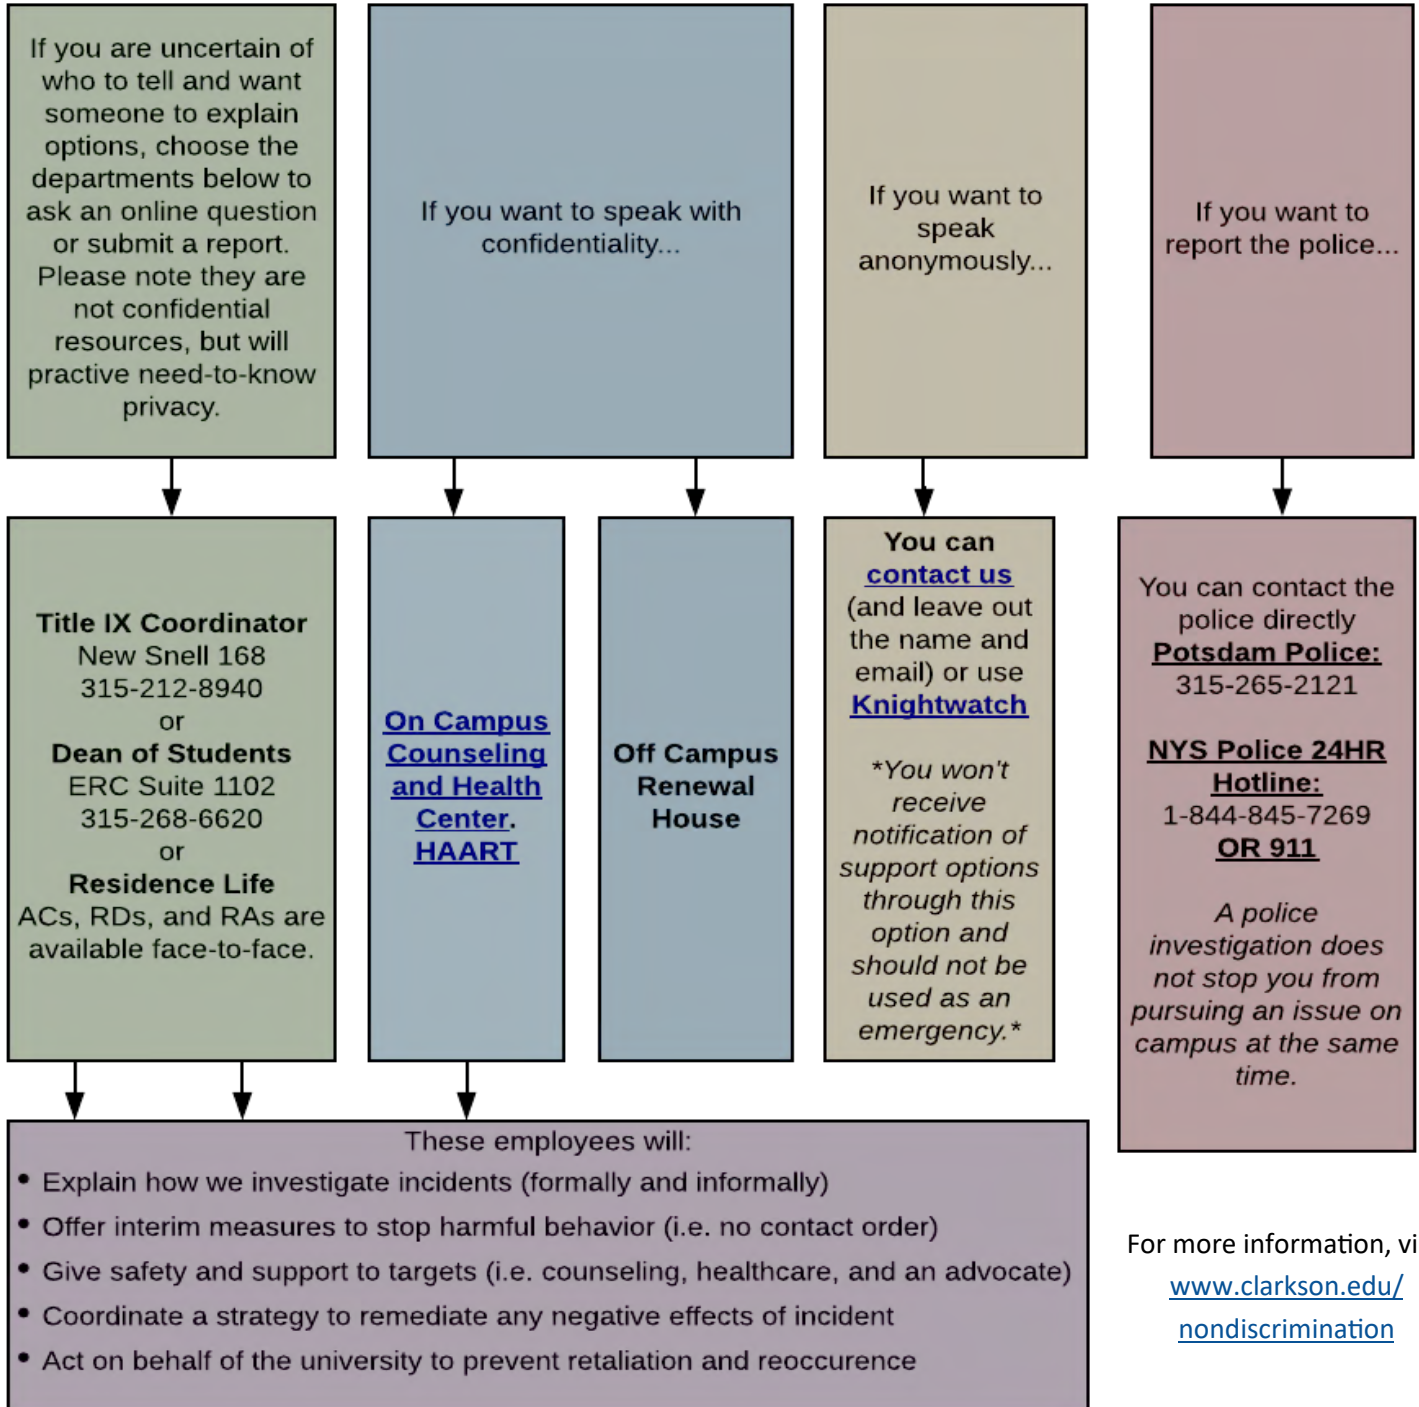 If you are uncertain of
who to tell and want
someone to explain
options, choose the
departments below to
ask an online question
or submit a report.
Please note they are
not confidential
resources, but will
practive need-to-know
privacy.
If you want to speak with
confidentiality...
If you want to
speak
anonymously...
If you want to
report the police...
Title IX Coordinator
New Snell 168
315-212-8940
or
Dean of Students
ERC Suite 1102
315-268-6620
or
Residence Life
ACs, RDs, and RAs are
available face-to-face.
On Campus
Counseling
and Health
Center.
HAART
Off Campus
Renewal
House
You can
contact us
(and leave out
the name and
email) or use
Knightwatch
*You won't
receive
notification of
support options
through this
option and
should not be
used as an
emergency.*
You can contact the
police directly
Potsdam Police:
315-265-2121
NYS Police 24HR
Hotline:
1-844-845-7269
OR 911
A police
investigation does
not stop you from
pursuing an issue on
campus at the same
time.
These employees will:
• Explain how we investigate incidents (formally and informally)
• Offer interim measures to stop harmful behavior (i.e. no contact order)
• Give safety and support to targets (i.e. counseling, healthcare, and an advocate)
• Coordinate a strategy to remediate any negative effects of incident
• Act on behalf of the university to prevent retaliation and reoccurence
For more information, vi
www.clarkson.edu/
nondiscrimination